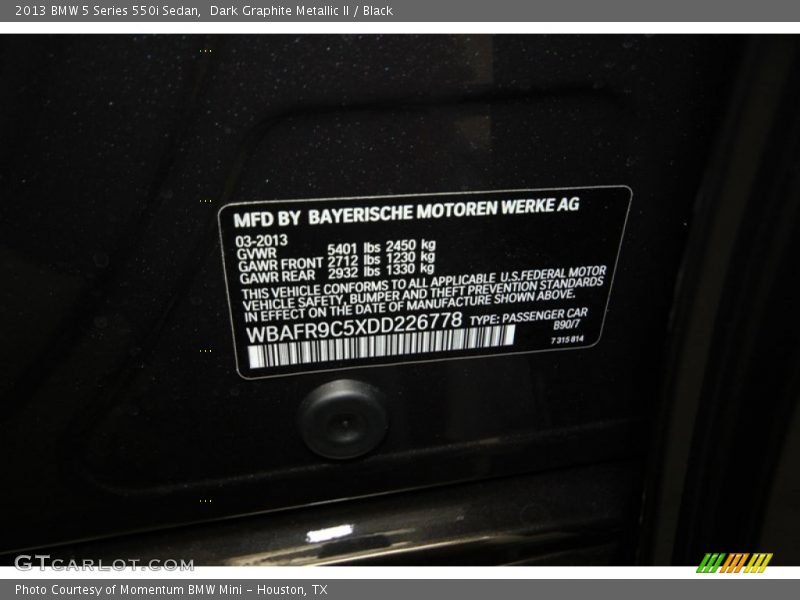 2013 BMW 5 Series 550i Sedan,  Dark Graphite Metallic II / Black
MFD BY BAYERISCHE MOTOREN WERKE AG
03-2013
GVWR 5401 lbs 2450 kg
GAWR FRONT 2712 lbs 1230 kg
GAWR REAR 2932 lbs 1330 kg
THIS VEHICLE CONFORMS TO ALL APPLICABLE U.S.FEDERAL MOTOR
VEHICLE SAFETY, BUMPER AND THEFT PREVENTION STANDARDS
IN EFFECT ON THE DATE OF MANUFACTURE SHOWN ABOVE.
WBAFR9C5XDD226778 TYPE: PASSENGER CAR
B90/7
7 315 814
GTCARLOT.COM
Photo Courtesy of Momentum BMW Mini - Houston, TX